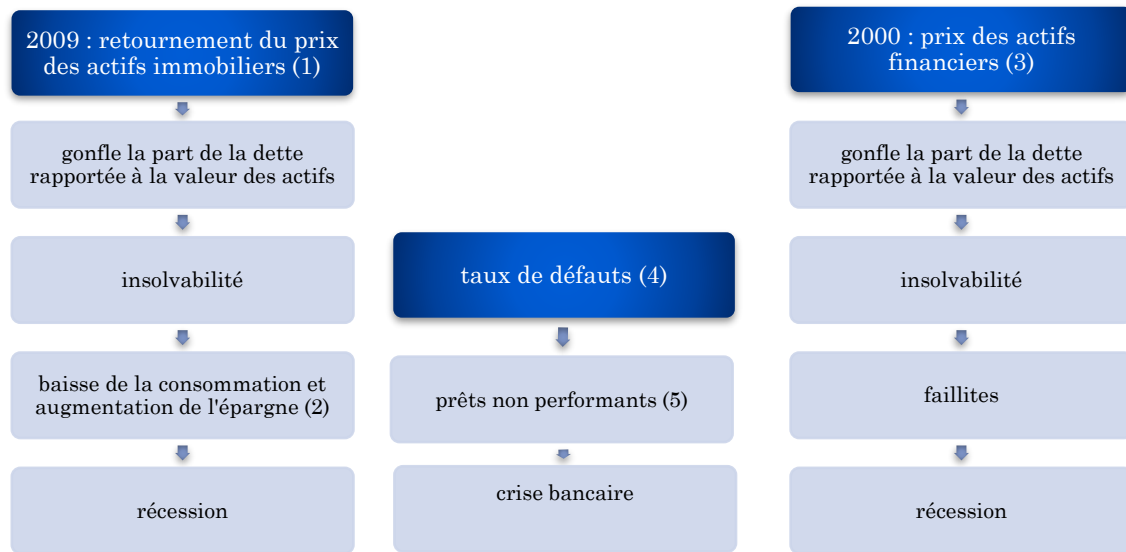 2009 : retournement du prix
des actifs immobiliers (1)
gonfle la part de la dette
rapportée à la valeur des actifs
insolvabilité
baisse de la consommation et
augmentation de l'épargne (2)
récession
taux de défauts (4)
prêts non performants (5)
crise bancaire
2000 : prix des actifs
financiers (3)
gonfle la part de la dette
rapportée à la valeur des actifs
insolvabilité
faillites
récession